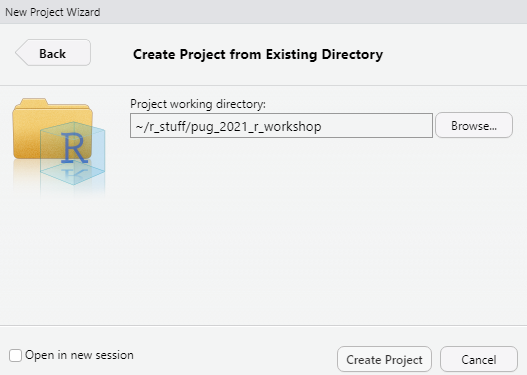 New Project Wizard
Back
Create Project from Existing Directory
R
Project working directory:
~/r_stuff/pug_2021_r_workshop
Browse...
Open in new session
Create Project
Cancel